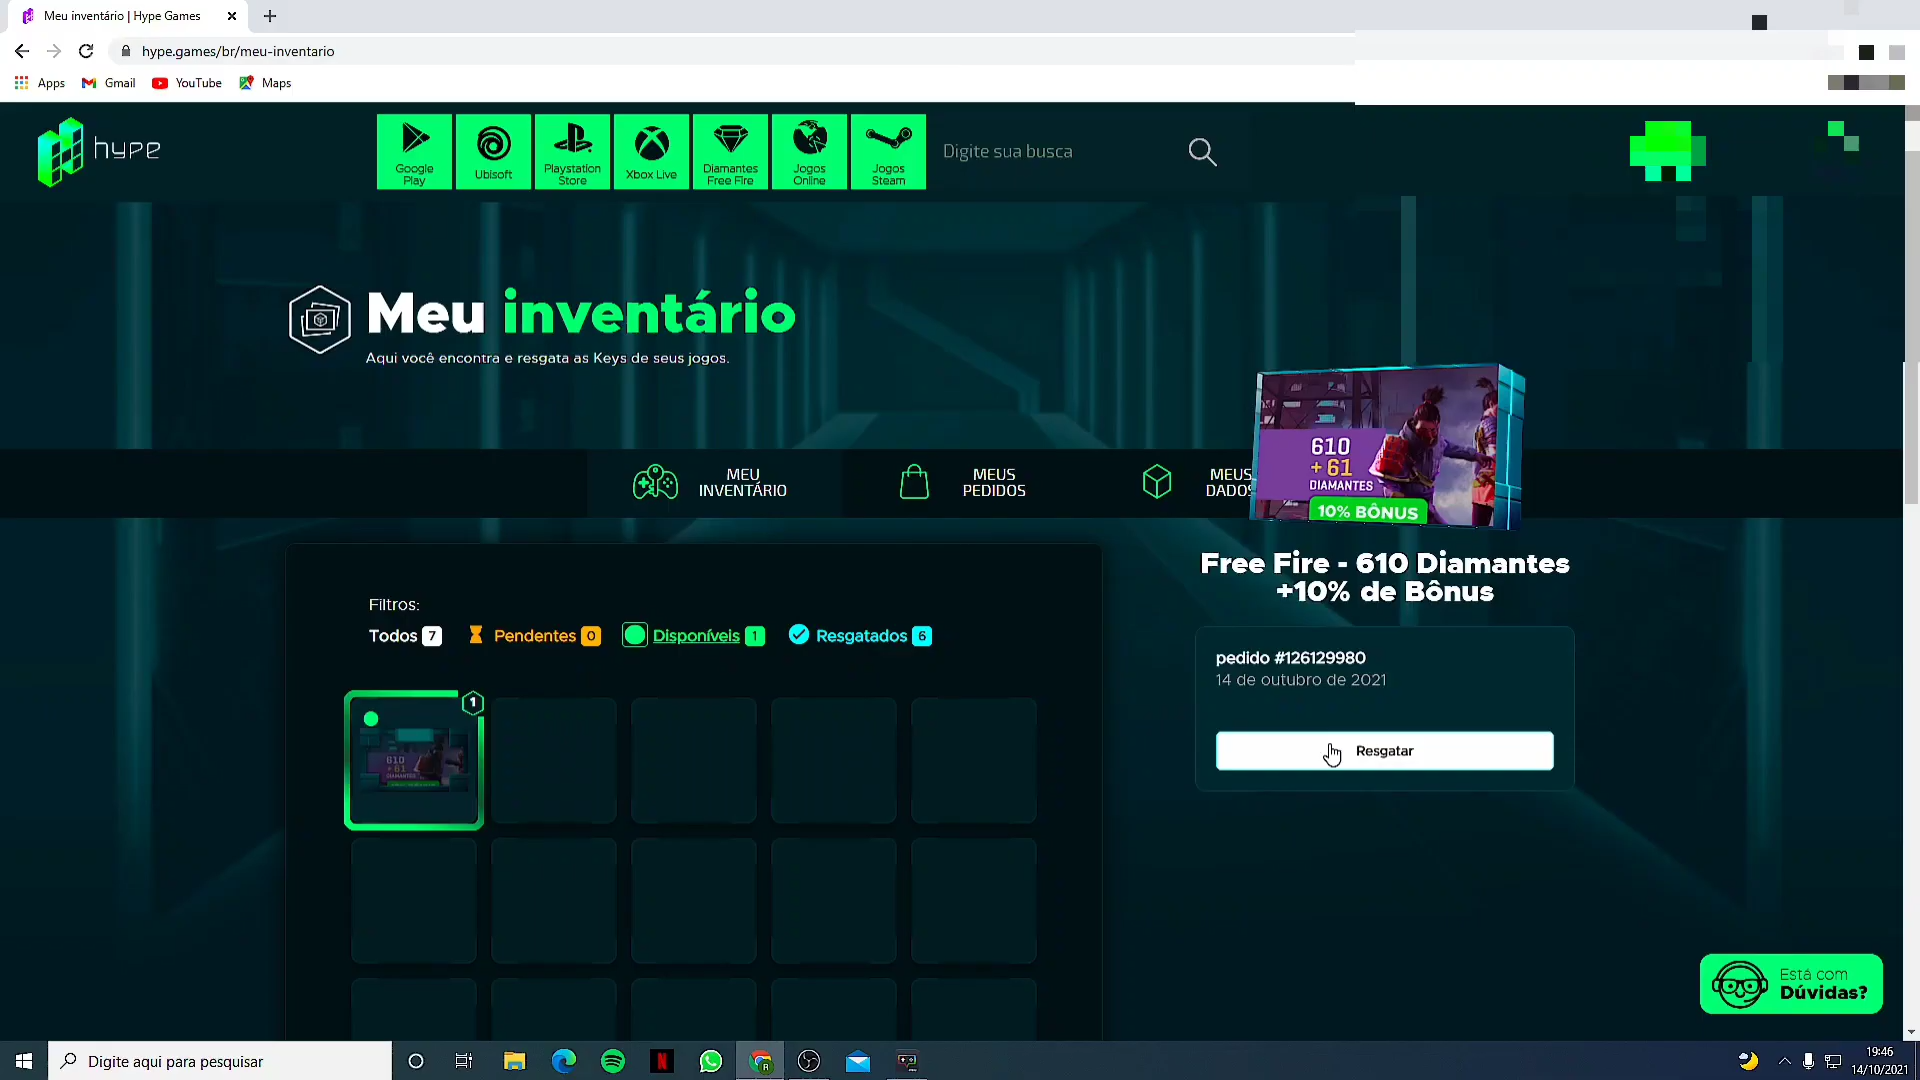 Meu inventário | Hype Games
hype.games/br/meu-inventario
Apps Gmail YouTube Maps
hype
Google Play
Ubisoft
Playstation Store
Xbox Live
Diamantes Free Fire
Jogos Online
Jogos Steam
Digite sua busca
Meu inventário
Aqui você encontra e resgata as Keys de seus jogos.
MEU INVENTÁRIO
MEUS PEDIDOS
MEUS DADOS
610
+ 61
DIAMANTES
10% BÔNUS
Free Fire - 610 Diamantes
+10% de Bônus
Filtros:
Todos 7 Pendentes 0 Disponíveis 1 Resgatados 6
pedido #126129980
14 de outubro de 2021
Resgatar
1
610
+ 61
DIAMANTES
Está com
Dúvidas?
Digite aqui para pesquisar
19:46
14/10/2021